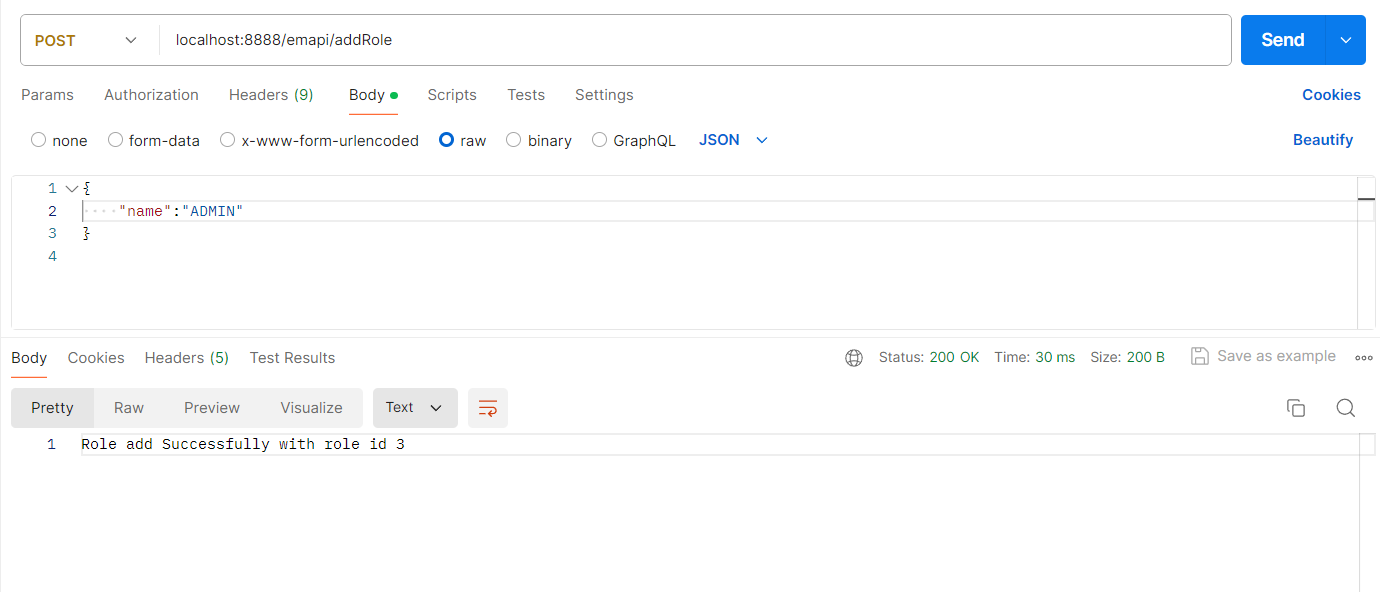 POST localhost:8888/emapi/addRole Send
Params Authorization Headers (9) Body Scripts Tests Settings Cookies
none form-data x-www-form-urlencoded raw binary GraphQL JSON Beautify
1 {
2 "name":"ADMIN"
3 }
4
Body Cookies Headers (5) Test Results Status: 200 OK Time: 30 ms Size: 200 B Save as example
Pretty Raw Preview Visualize Text
1 Role add Successfully with role id 3